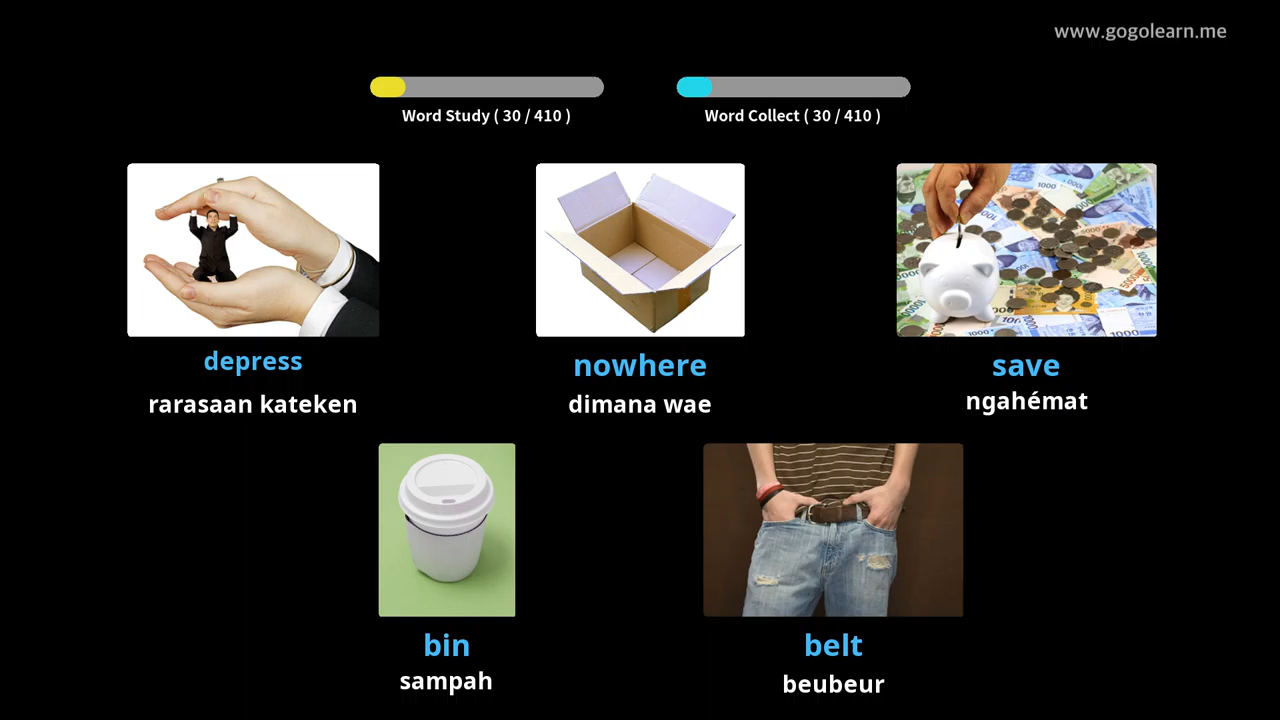 www.gogolearn.me
Word Study ( 30 / 410 )
Word Collect ( 30 / 410 )
depress
rarasaan kateken
nowhere
dimana wae
save
ngahémat
bin
sampah
belt
beubeur